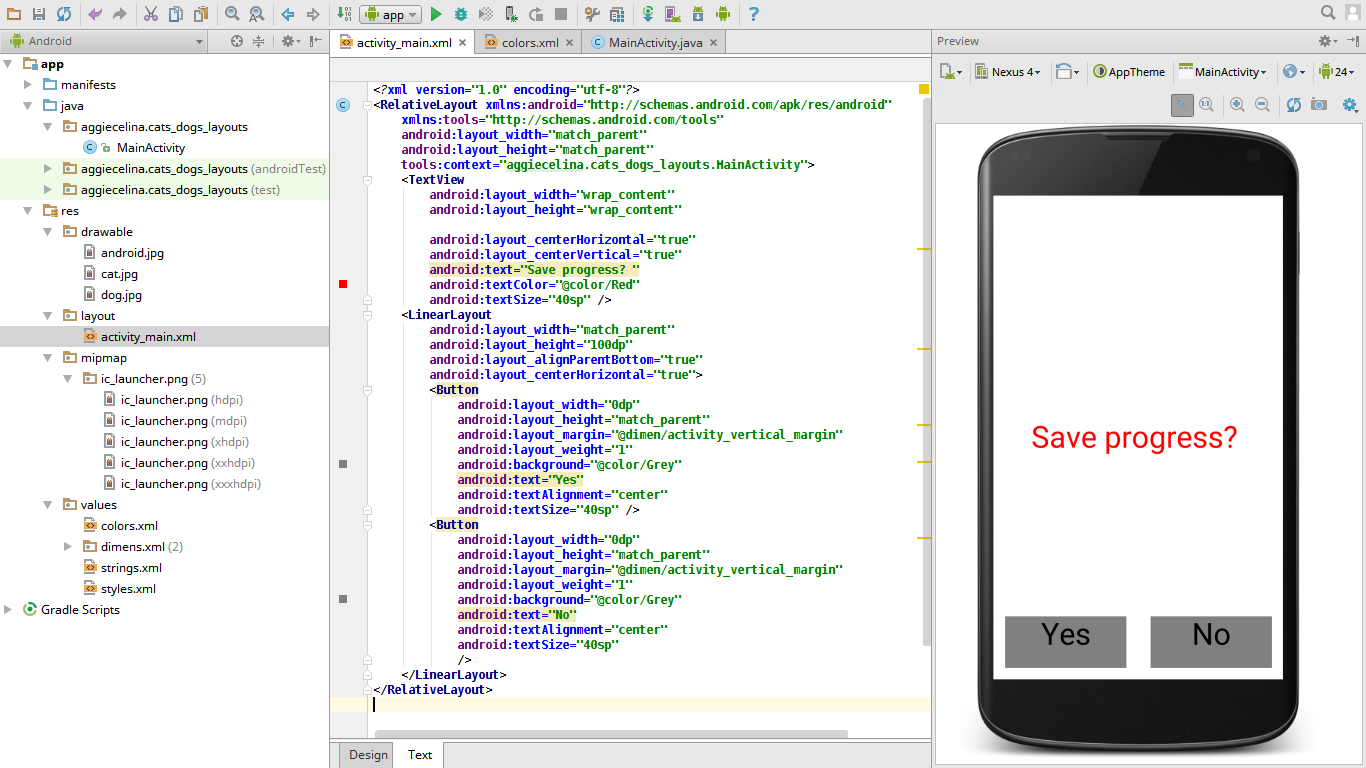 app
Android
activity_main.xml
colors.xml
MainActivity.java
Preview
app
manifests
java
aggiecelina.cats_dogs_layouts
MainActivity
aggiecelina.cats_dogs_layouts (androidTest)
aggiecelina.cats_dogs_layouts (test)
res
drawable
android.jpg
cat.jpg
dog.jpg
layout
activity_main.xml
mipmap
ic_launcher.png (5)
ic_launcher.png (hdpi)
ic_launcher.png (mdpi)
ic_launcher.png (xhdpi)
ic_launcher.png (xxhdpi)
ic_launcher.png (xxxhdpi)
values
colors.xml
dimens.xml (2)
strings.xml
styles.xml
Gradle Scripts
<?xml version="1.0" encoding="utf-8"?>
<RelativeLayout xmlns:android="http://schemas.android.com/apk/res/android"
xmlns:tools="http://schemas.android.com/tools"
android:layout_width="match_parent"
android:layout_height="match_parent"
tools:context="aggiecelina.cats_dogs_layouts.MainActivity">
<TextView
android:layout_width="wrap_content"
android:layout_height="wrap_content"
android:layout_centerHorizontal="true"
android:layout_centerVertical="true"
android:text="Save progress? "
android:textColor="@color/Red"
android:textSize="40sp" />
<LinearLayout
android:layout_width="match_parent"
android:layout_height="100dp"
android:layout_alignParentBottom="true"
android:layout_centerHorizontal="true">
<Button
android:layout_width="0dp"
android:layout_height="match_parent"
android:layout_margin="@dimen/activity_vertical_margin"
android:layout_weight="1"
android:background="@color/Grey"
android:text="Yes"
android:textAlignment="center"
android:textSize="40sp" />
<Button
android:layout_width="0dp"
android:layout_height="match_parent"
android:layout_margin="@dimen/activity_vertical_margin"
android:layout_weight="1"
android:background="@color/Grey"
android:text="No"
android:textAlignment="center"
android:textSize="40sp"
/>
</LinearLayout>
</RelativeLayout>
Design
Text
Nexus 4
AppTheme
MainActivity
24
1:1
Save progress?
Yes
No